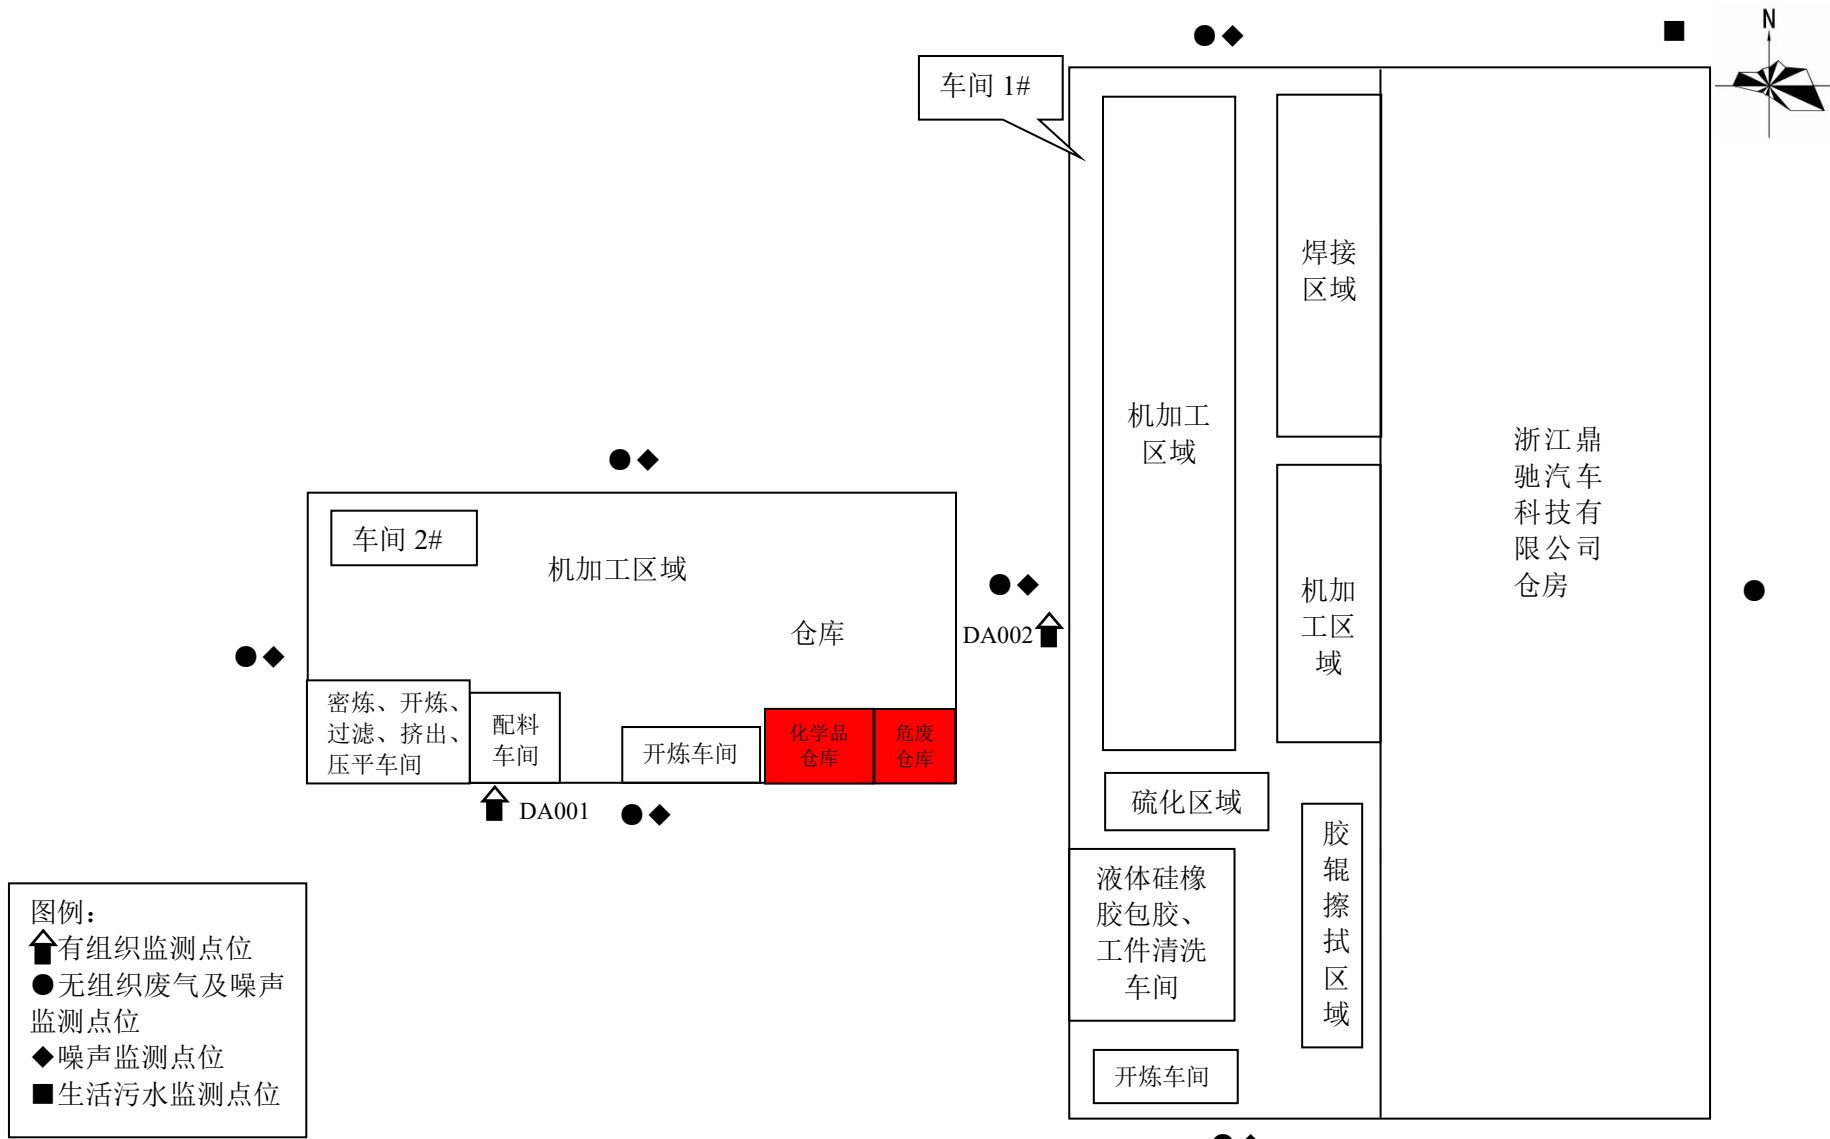 N
车间 1#
焊接
区域
机加工
区域
浙江鼎
驰汽车
科技有
限公司
仓房
车间 2#
机加工区域
仓库
机加
工区
域
DA002
密炼、开炼、
过滤、挤出、
压平车间
配料
车间
开炼车间
化学品
仓库
危废
仓库
DA001
硫化区域
胶
辊
擦
拭
区
域
液体硅橡
胶包胶、
工件清洗
车间
开炼车间
图例：
有组织监测点位
无组织废气及噪声
监测点位
噪声监测点位
生活污水监测点位